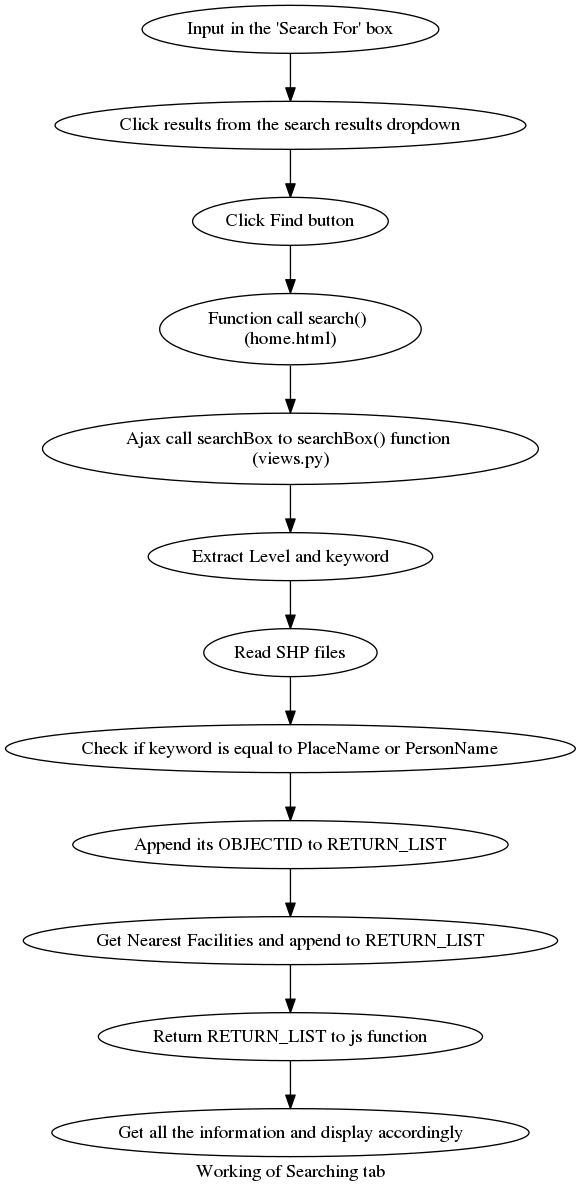 Input in the 'Search For' box
Click results from the search results dropdown
Click Find button
Function call search()
(home.html)
Ajax call searchBox to searchBox() function
(views.py)
Extract Level and keyword
Read SHP files
Check if keyword is equal to PlaceName or PersonName
Append its OBJECTID to RETURN_LIST
Get Nearest Facilities and append to RETURN_LIST
Return RETURN_LIST to js function
Get all the information and display accordingly
Working of Searching tab